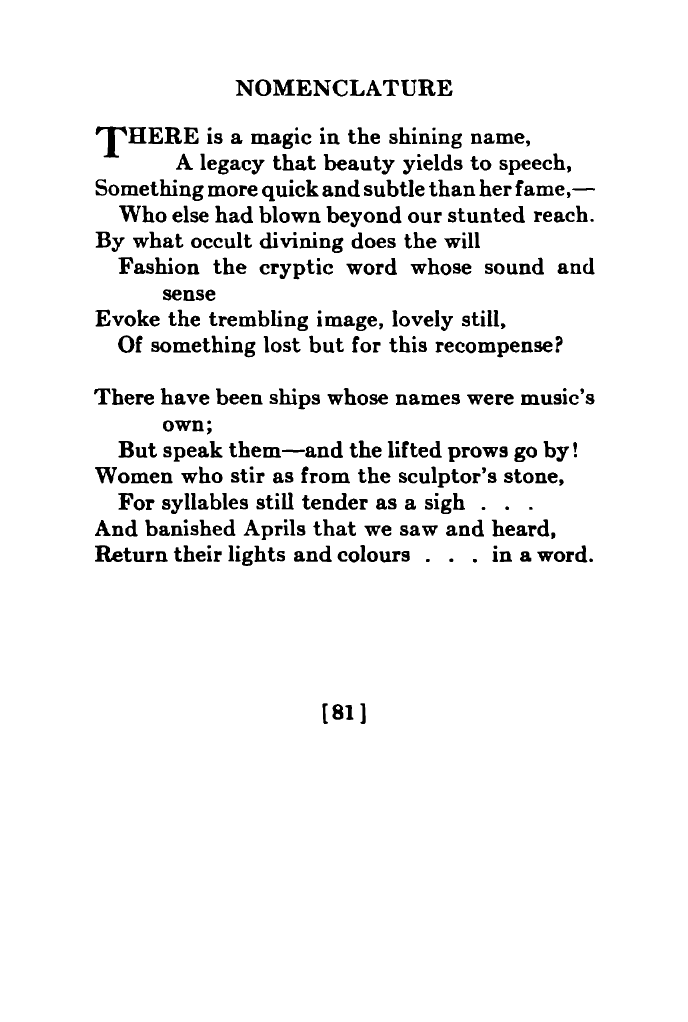 NOMENCLATURE
THERE is a magic in the shining name,
A legacy that beauty yields to speech,
Something more quick and subtle than her fame,—
Who else had blown beyond our stunted reach.
By what occult divining does the will
Fashion the cryptic word whose sound and
sense
Evoke the trembling image, lovely still,
Of something lost but for this recompense?
There have been ships whose names were music's
own;
But speak them—and the lifted prows go by!
Women who stir as from the sculptor's stone,
For syllables still tender as a sigh . . .
And banished Aprils that we saw and heard,
Return their lights and colours . . . in a word.
[81]